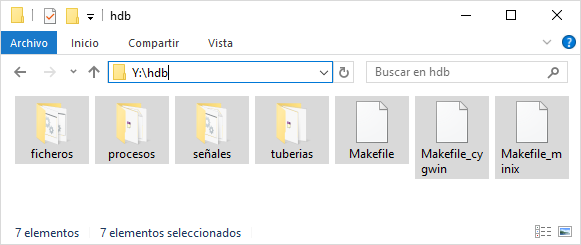 hdb
Archivo Inicio Compartir Vista
Y:\hdb Buscar en hdb
ficheros procesos señales tuberias Makefile Makefile_cyg Makefile_m
gwin inix
7 elementos 7 elementos seleccionados